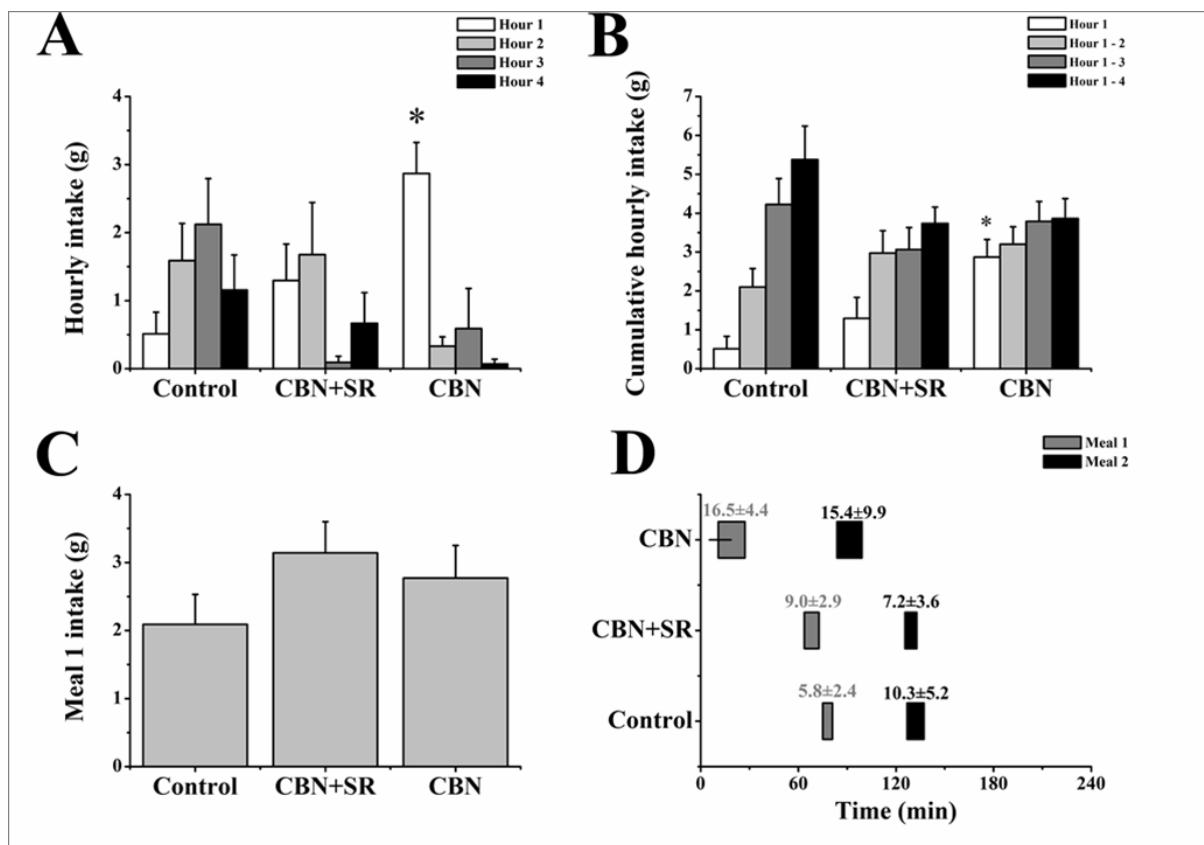 A
Hour 1
Hour 2
Hour 3
Hour 4
Hourly intake (g)
4
3
2
1
0
*
Control
CBN+SR
CBN
B
Hour 1
Hour 1 - 2
Hour 1 - 3
Hour 1 - 4
Cumulative hourly intake (g)
7
6
5
4
3
2
1
0
*
Control
CBN+SR
CBN
C
Meal 1 intake (g)
4
3
2
1
0
Control
CBN+SR
CBN
D
Meal 1
Meal 2
CBN
16.5±4.4
15.4±9.9
CBN+SR
9.0±2.9
7.2±3.6
Control
5.8±2.4
10.3±5.2
0
60
120
180
240
Time (min)